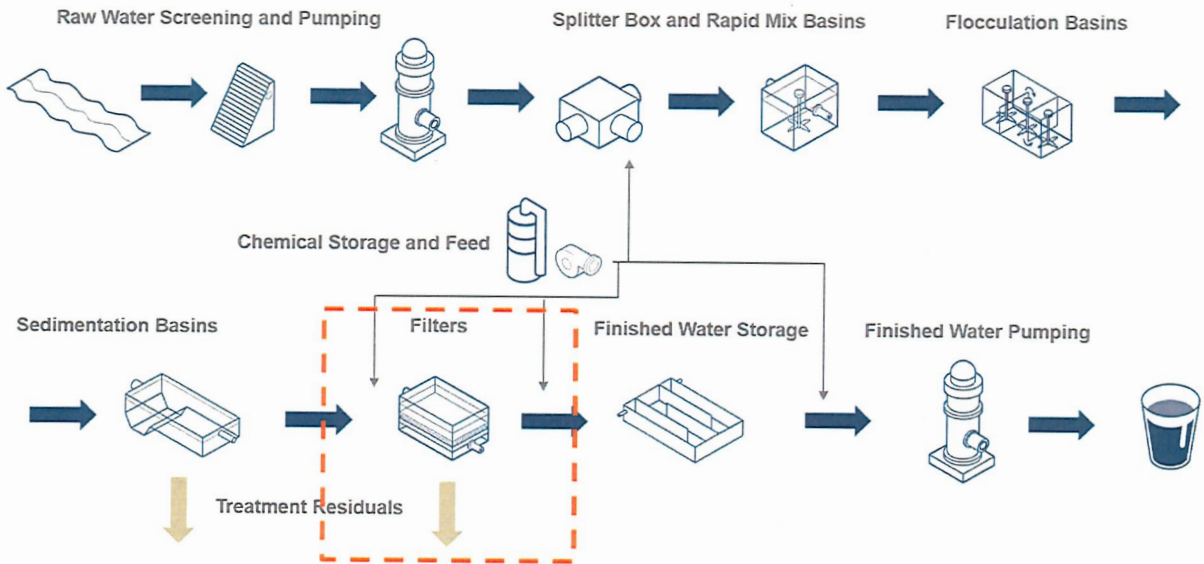 Raw Water Screening and Pumping
Splitter Box and Rapid Mix Basins
Flocculation Basins
Chemical Storage and Feed
Sedimentation Basins
Filters
Finished Water Storage
Finished Water Pumping
Treatment Residuals